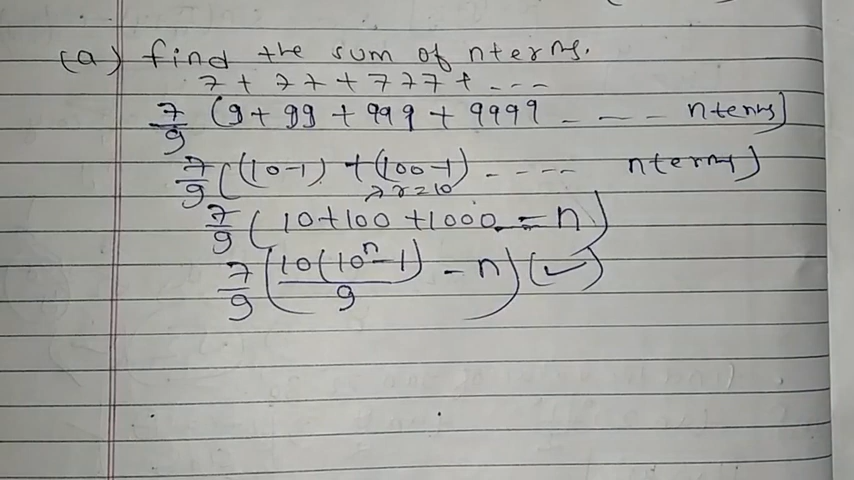 (a) find the sum of n terms.
7 + 77 + 777 + ---
7/9 (9 + 99 + 999 + 9999 ---- n terms)
7/9 ((10-1) + (100-1) ---- n terms)
→ r = 10
7/9 (10 + 100 + 1000 -- - n)
7/9 (10(10^n - 1)/9 - n) (✓)